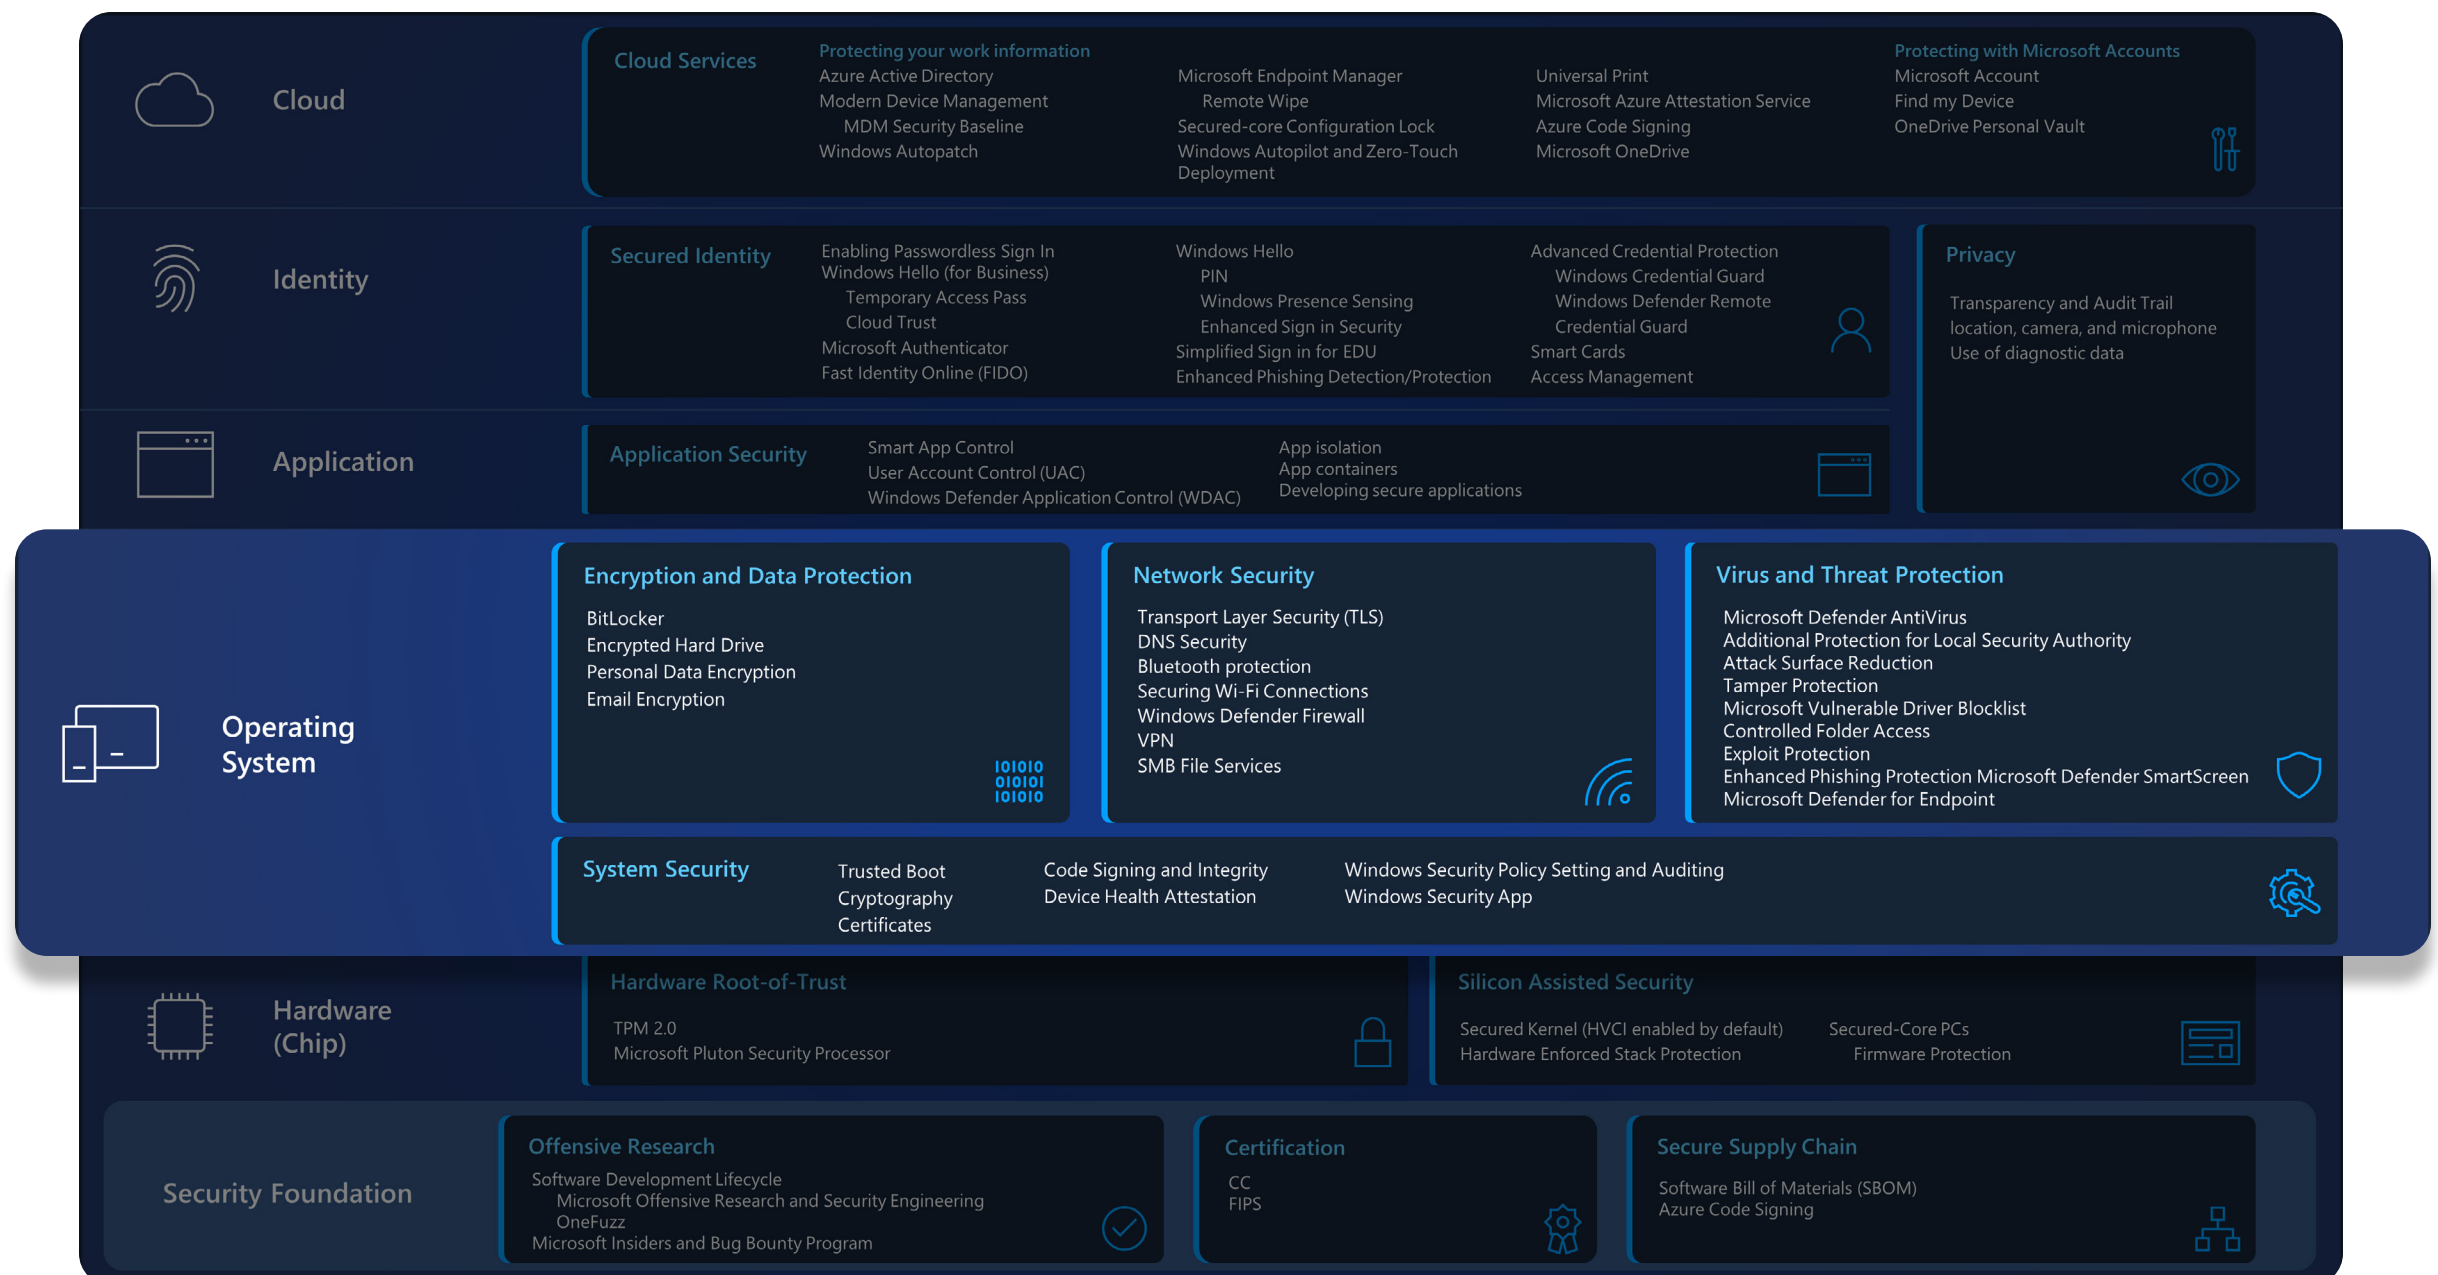 Cloud
Cloud Services
Protecting your work information
Azure Active Directory
Modern Device Management
MDM Security Baseline
Windows Autopatch
Microsoft Endpoint Manager
Remote Wipe
Secured-core Configuration Lock
Windows Autopilot and Zero-Touch
Deployment
Universal Print
Microsoft Azure Attestation Service
Azure Code Signing
Microsoft OneDrive
Protecting with Microsoft Accounts
Microsoft Account
Find my Device
OneDrive Personal Vault
Identity
Secured Identity
Enabling Passwordless Sign In
Windows Hello (for Business)
Temporary Access Pass
Cloud Trust
Microsoft Authenticator
Fast Identity Online (FIDO)
Windows Hello
PIN
Windows Presence Sensing
Enhanced Sign in Security
Simplified Sign in for EDU
Enhanced Phishing Detection/Protection
Advanced Credential Protection
Windows Credential Guard
Windows Defender Remote
Credential Guard
Smart Cards
Access Management
Privacy
Transparency and Audit Trail
location, camera, and microphone
Use of diagnostic data
Application
Application Security
Smart App Control
User Account Control (UAC)
Windows Defender Application Control (WDAC)
App isolation
App containers
Developing secure applications
Operating
System
Encryption and Data Protection
BitLocker
Encrypted Hard Drive
Personal Data Encryption
Email Encryption
101010
010101
101010
Network Security
Transport Layer Security (TLS)
DNS Security
Bluetooth protection
Securing Wi-Fi Connections
Windows Defender Firewall
VPN
SMB File Services
Virus and Threat Protection
Microsoft Defender AntiVirus
Additional Protection for Local Security Authority
Attack Surface Reduction
Tamper Protection
Microsoft Vulnerable Driver Blocklist
Controlled Folder Access
Exploit Protection
Enhanced Phishing Protection Microsoft Defender SmartScreen
Microsoft Defender for Endpoint
System Security
Trusted Boot
Cryptography
Certificates
Code Signing and Integrity
Device Health Attestation
Windows Security Policy Setting and Auditing
Windows Security App
Hardware
(Chip)
Hardware Root-of-Trust
TPM 2.0
Microsoft Pluton Security Processor
Silicon Assisted Security
Secured Kernel (HVCI enabled by default)
Hardware Enforced Stack Protection
Secured-Core PCs
Firmware Protection
Security Foundation
Offensive Research
Software Development Lifecycle
Microsoft Offensive Research and Security Engineering
OneFuzz
Microsoft Insiders and Bug Bounty Program
Certification
CC
FIPS
Secure Supply Chain
Software Bill of Materials (SBOM)
Azure Code Signing